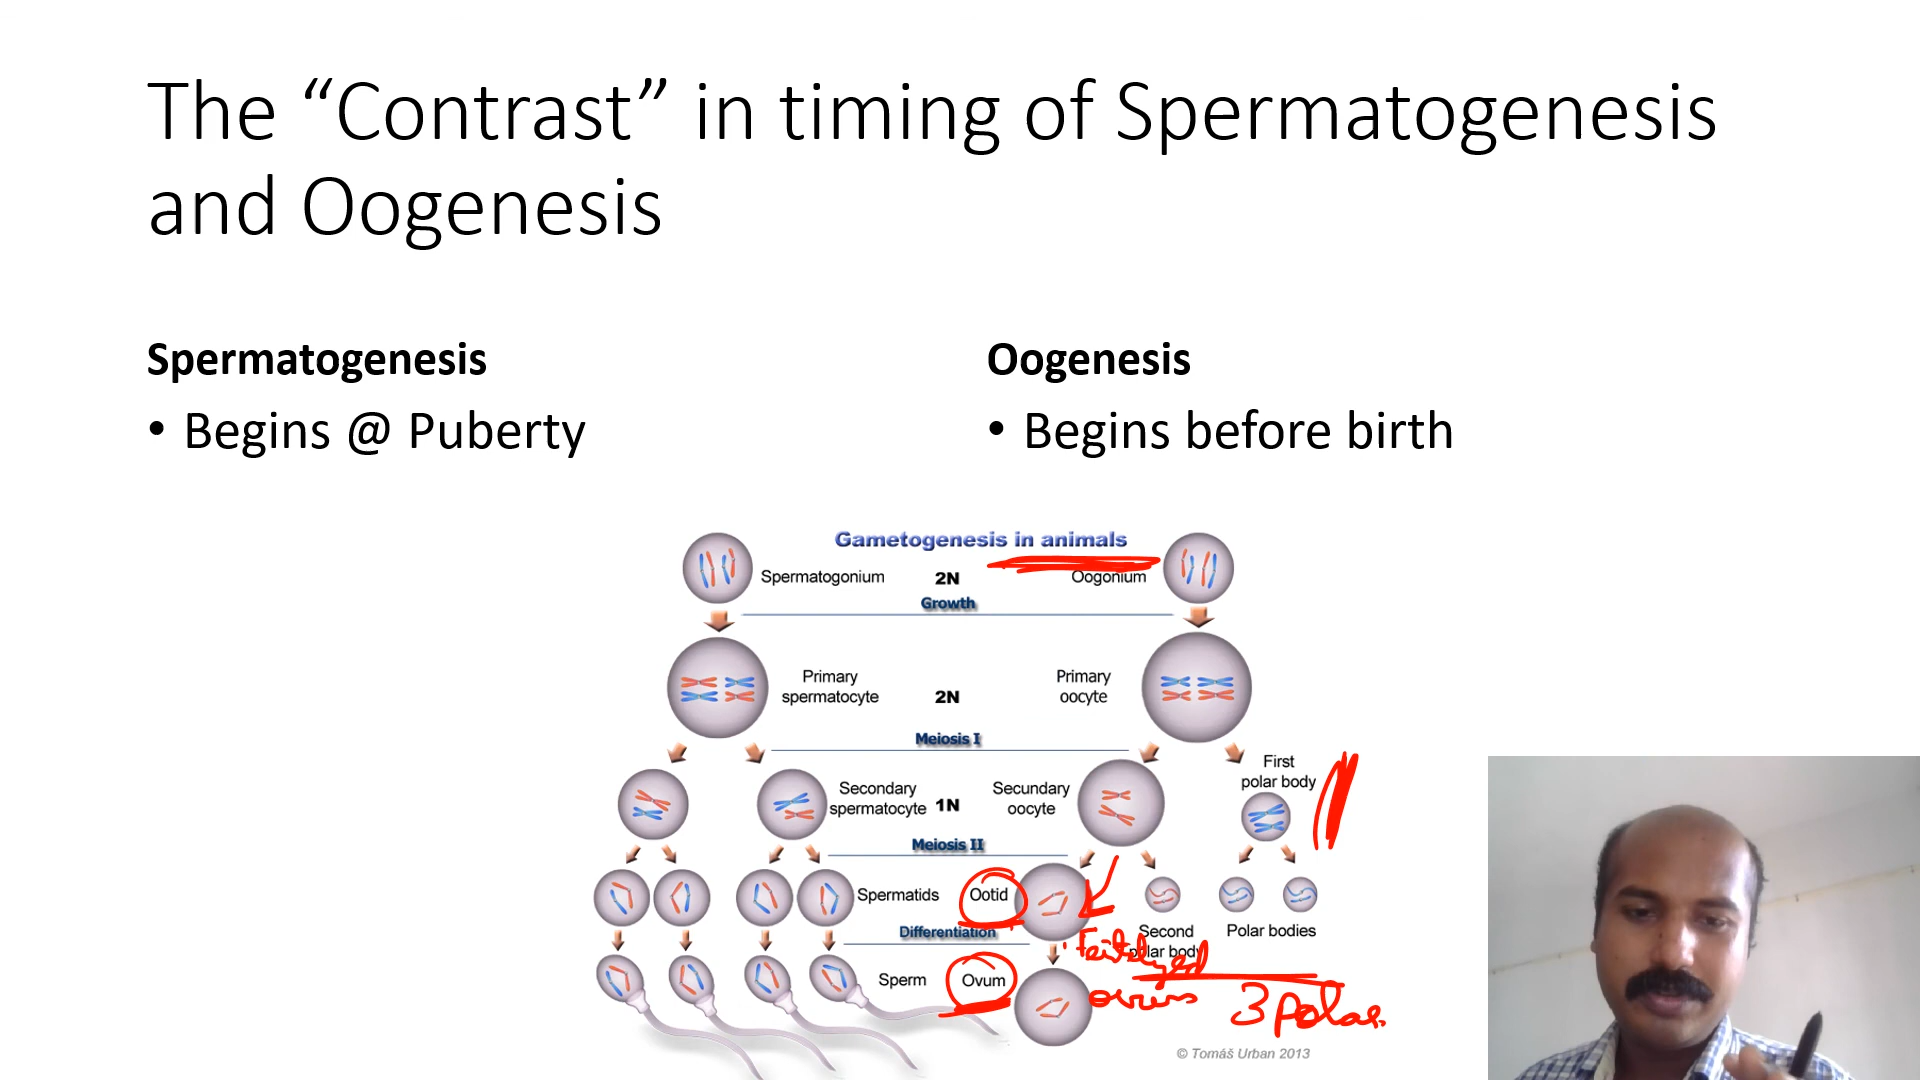 The “Contrast” in timing of Spermatogenesis
and Oogenesis
Spermatogenesis
• Begins @ Puberty
Oogenesis
• Begins before birth
Gametogenesis in animals
Spermatogonium
2N
Oogonium
Growth
Primary
spermatocyte
2N
Primary
oocyte
Meiosis I
Secondary
spermatocyte
1N
Secundary
oocyte
First
polar body
Meiosis II
Spermatids
Ootid
Differentiation
Second
polar body
Polar bodies
Sperm
Ovum
ovum
3 Polar
© Tomáš Urban 2013